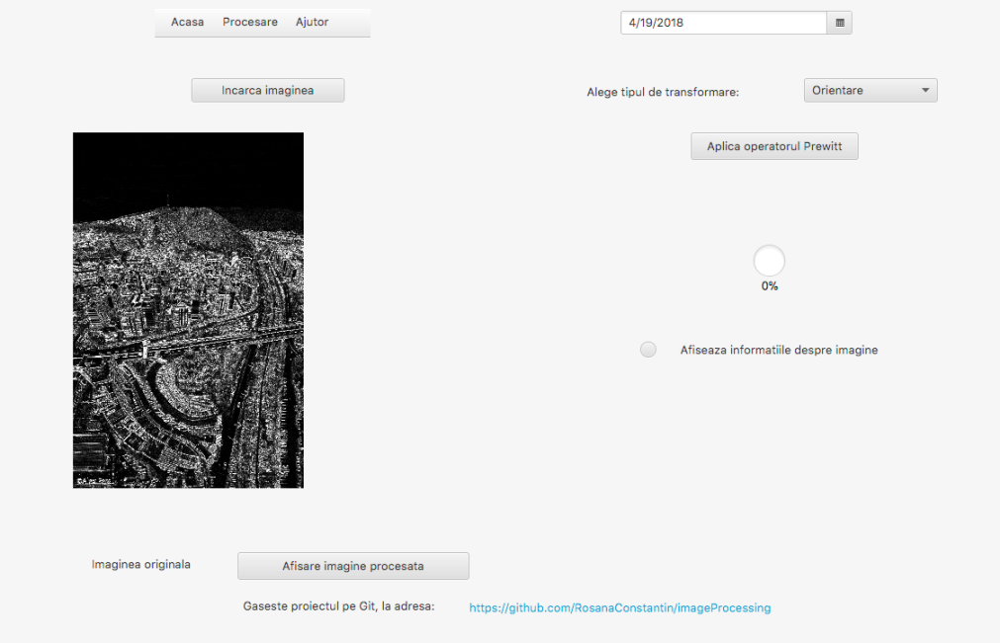 Acasa Procesare Ajutor
4/19/2018
Incarca imaginea
Alege tipul de transformare:
Orientare
Aplica operatorul Prewitt
0%
Afiseaza informatiile despre imagine
Imaginea originala
Afisare imagine procesata
Gaseste proiectul pe Git, la adresa:
https://github.com/RosanaConstantin/imageProcessing